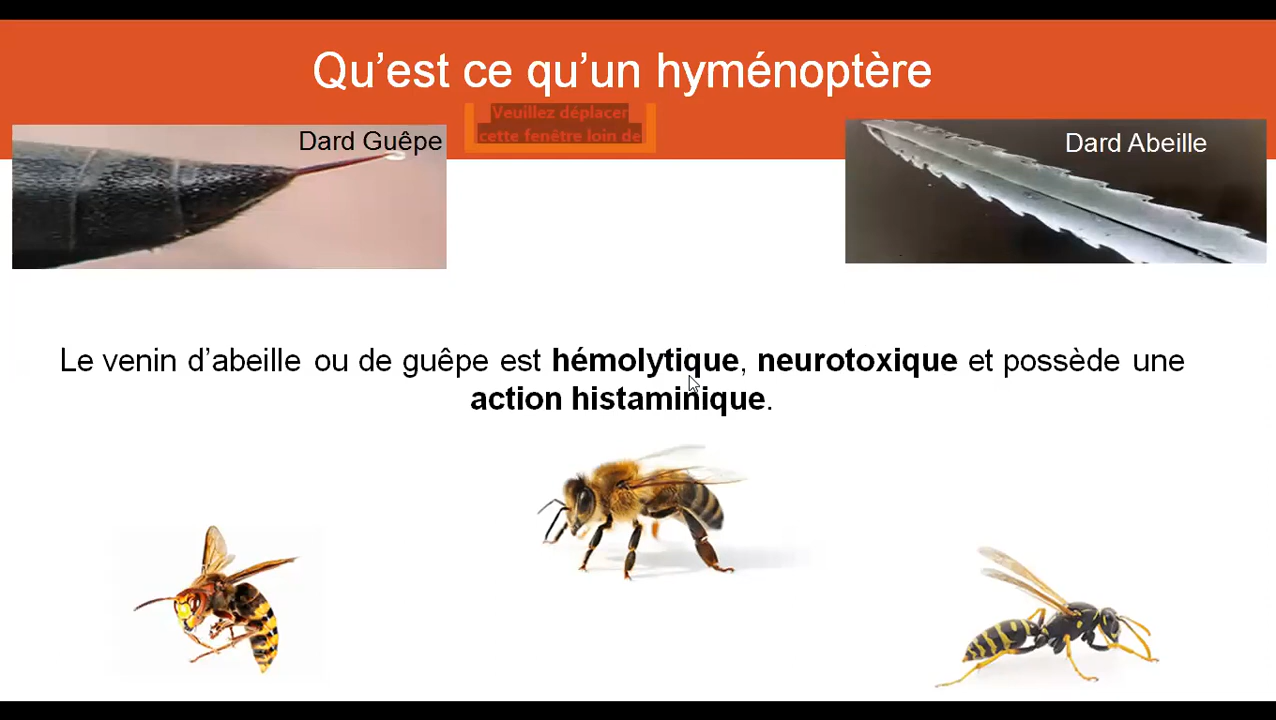 Qu’est ce qu’un hyménoptère
Veuillez déplacer
cette fenêtre loin de
Dard Guêpe
Dard Abeille
Le venin d’abeille ou de guêpe est hémolytique, neurotoxique et possède une
action histaminique.